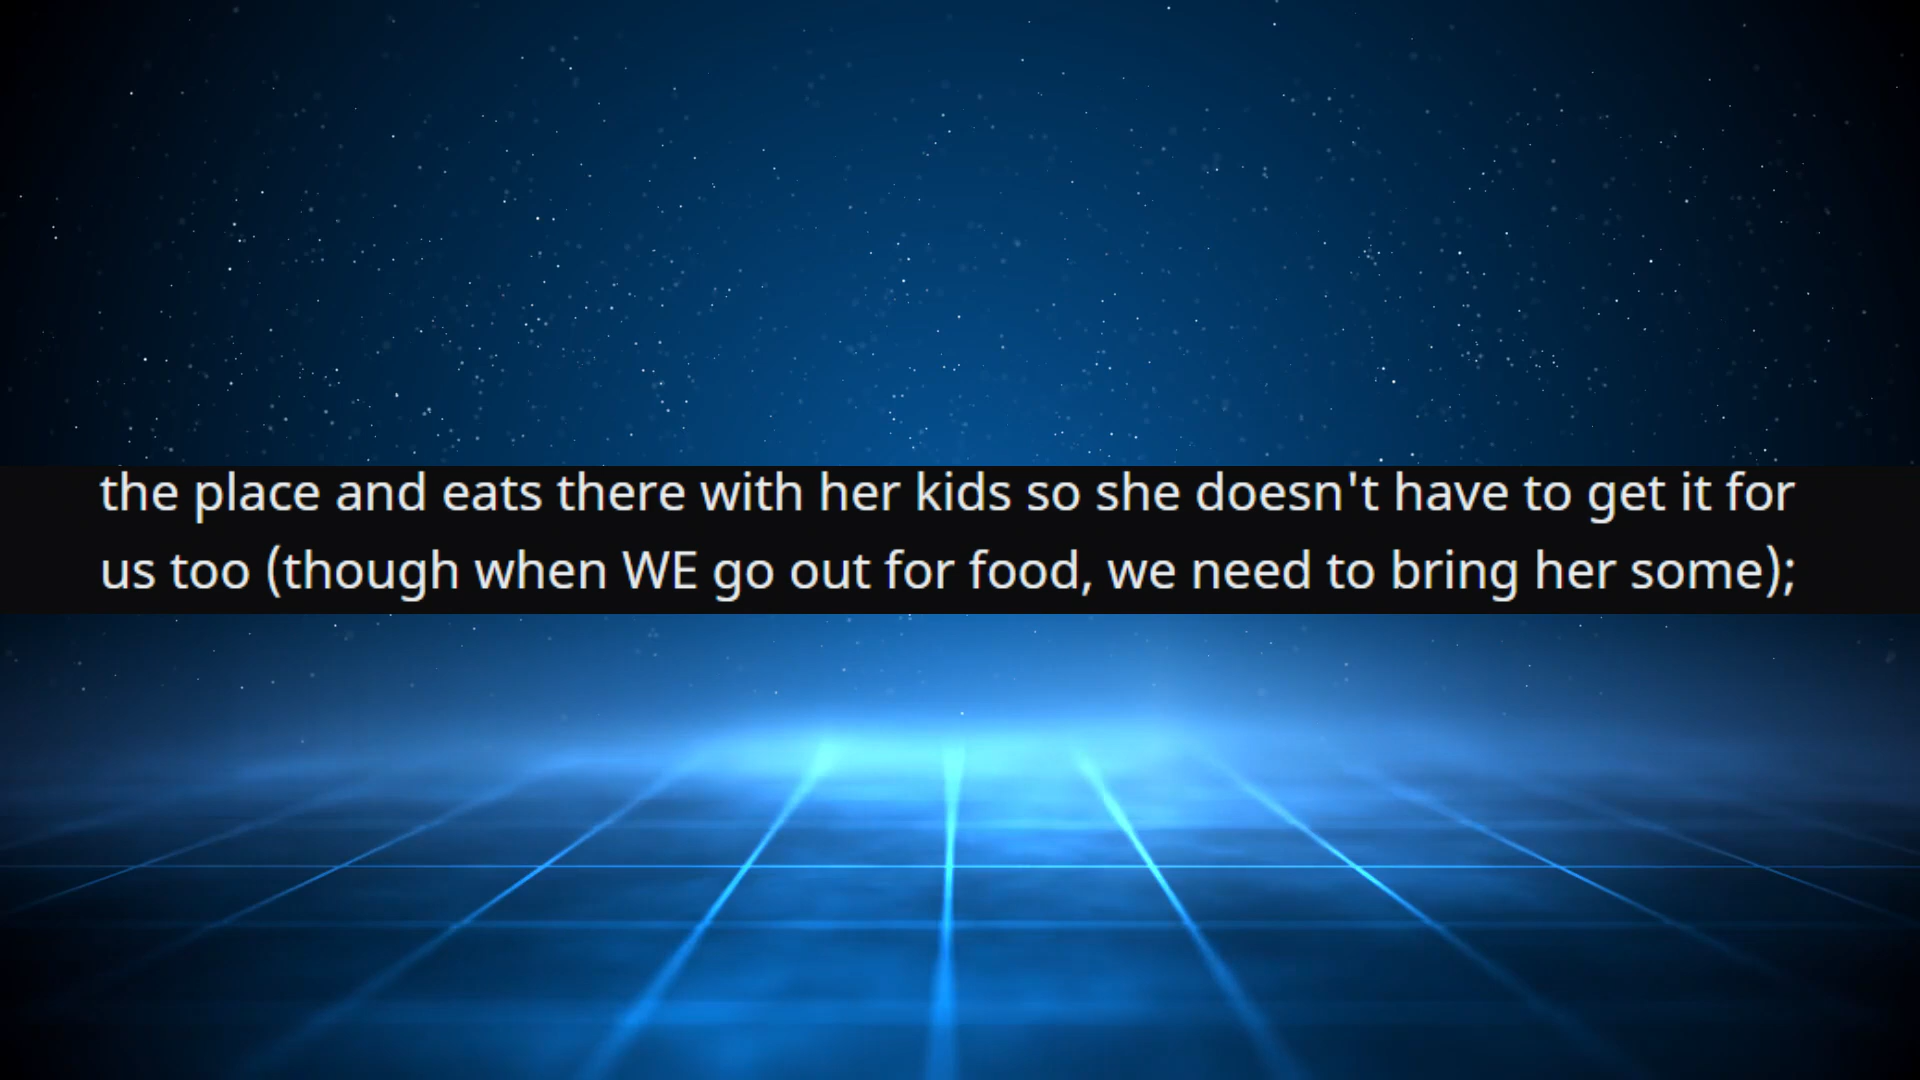 the place and eats there with her kids so she doesn't have to get it for
us too (though when WE go out for food, we need to bring her some);